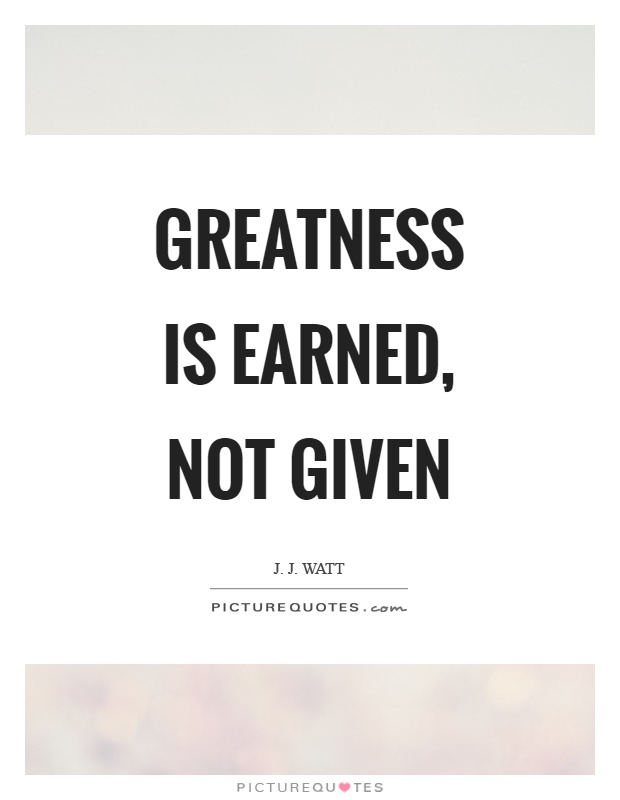 GREATNESS
IS EARNED,
NOT GIVEN
J. J. WATT
PICTUREQUOTES.com
PICTUREQUOTES